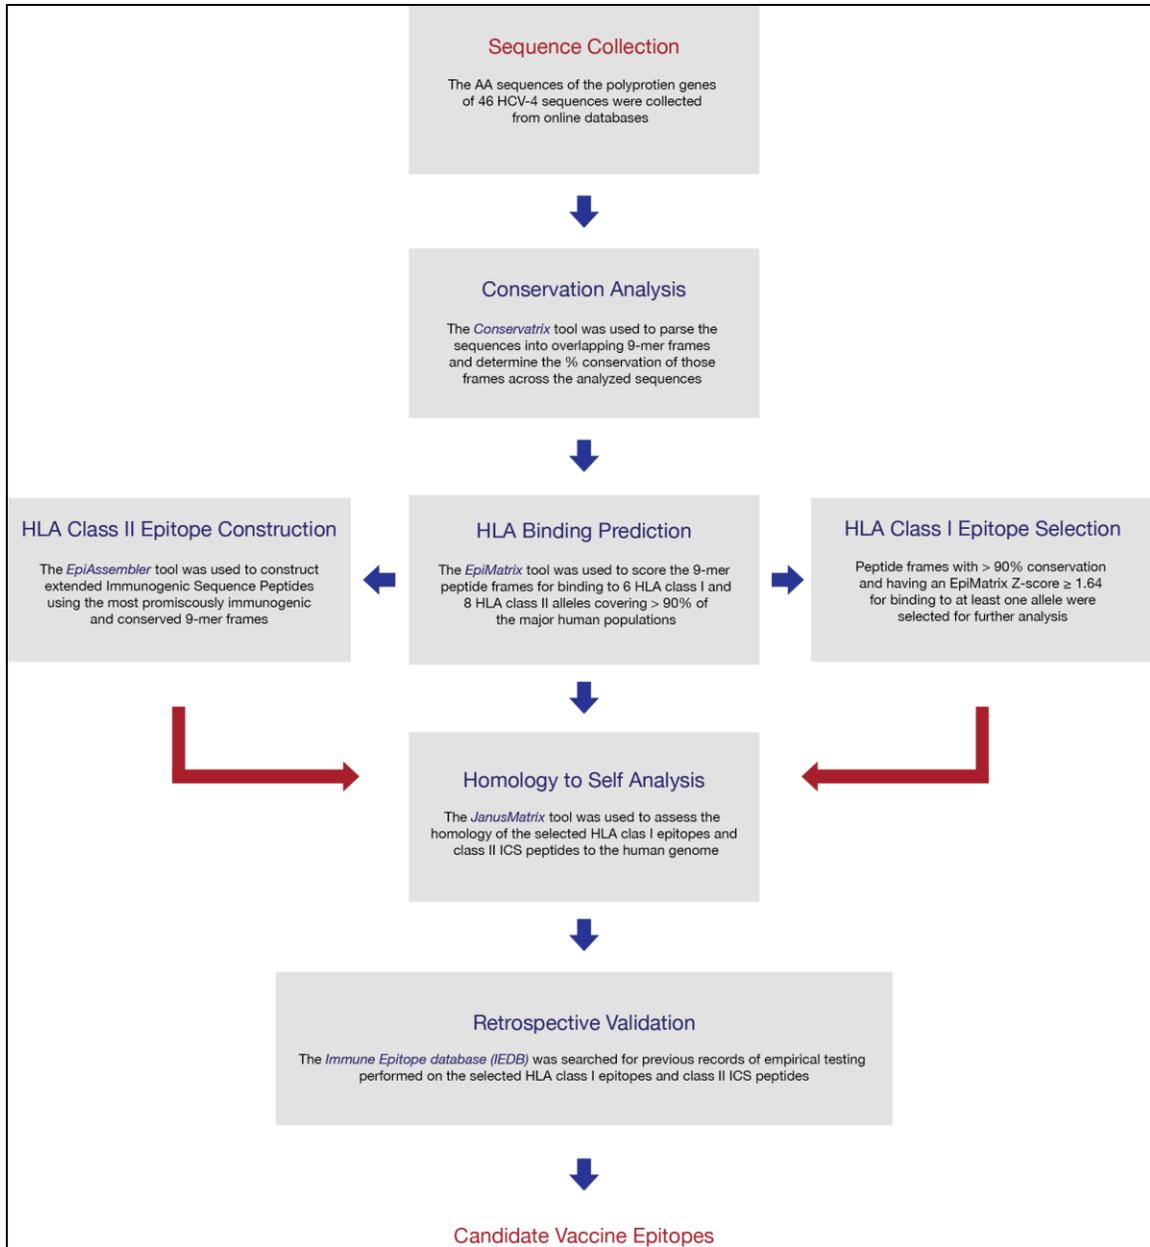 Sequence Collection
The AA sequences of the polyprotien genes
of 46 HCV-4 sequences were collected
from online databases
Conservation Analysis
The Conservatrix tool was used to parse the
sequences into overlapping 9-mer frames
and determine the % conservation of those
frames across the analyzed sequences
HLA Class II Epitope Construction
The EpiAssembler tool was used to construct
extended Immunogenic Sequence Peptides
using the most promiscously immunogenic
and conserved 9-mer frames
HLA Binding Prediction
The EpiMatrix tool was used to score the 9-mer
peptide frames for binding to 6 HLA class I and
8 HLA class II alleles covering > 90% of
the major human populations
HLA Class I Epitope Selection
Peptide frames with > 90% conservation
and having an EpiMatrix Z-score ≥ 1.64
for binding to at least one allele were
selected for further analysis
Homology to Self Analysis
The JanusMatrix tool was used to assess the
homology of the selected HLA clas I epitopes and
class II ICS peptides to the human genome
Retrospective Validation
The Immune Epitope database (IEDB) was searched for previous records of empirical testing
performed on the selected HLA class I epitopes and class II ICS peptides
Candidate Vaccine Epitopes